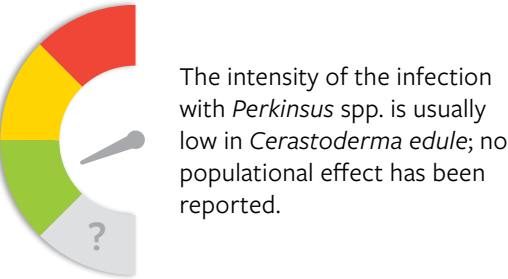 The intensity of the infection
with Perkinsus spp. is usually
low in Cerastoderma edule; no
populational effect has been
reported.
?